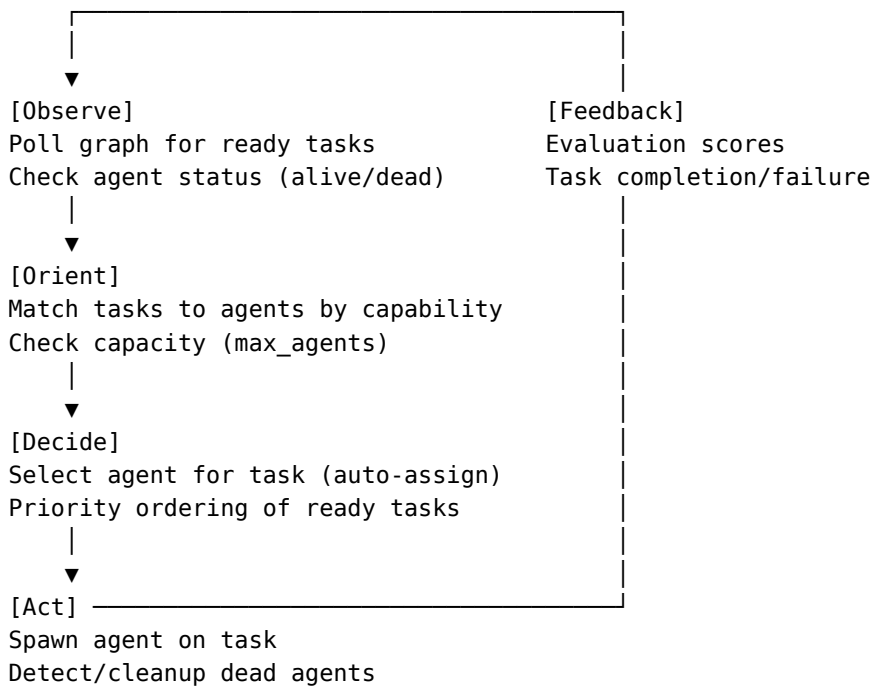 [Observe]
Poll graph for ready tasks
Check agent status (alive/dead)
[Feedback]
Evaluation scores
Task completion/failure
[Orient]
Match tasks to agents by capability
Check capacity (max_agents)
[Decide]
Select agent for task (auto-assign)
Priority ordering of ready tasks
[Act]
Spawn agent on task
Detect/cleanup dead agents